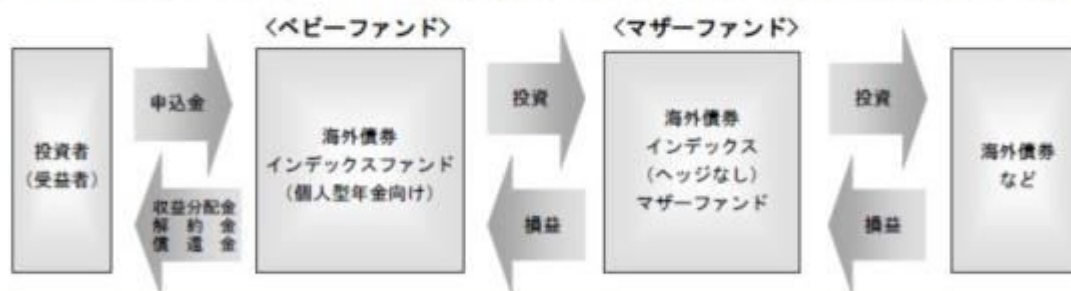 〈ベビーファンド〉
〈マザーファンド〉
投資者
(受益者)
申込金
収益分配金
解約金
償還金
海外債券
インデックスファンド
(個人型年金向け)
投資
損益
海外債券
インデックス
(ヘッジなし)
マザーファンド
投資
損益
海外債券
など